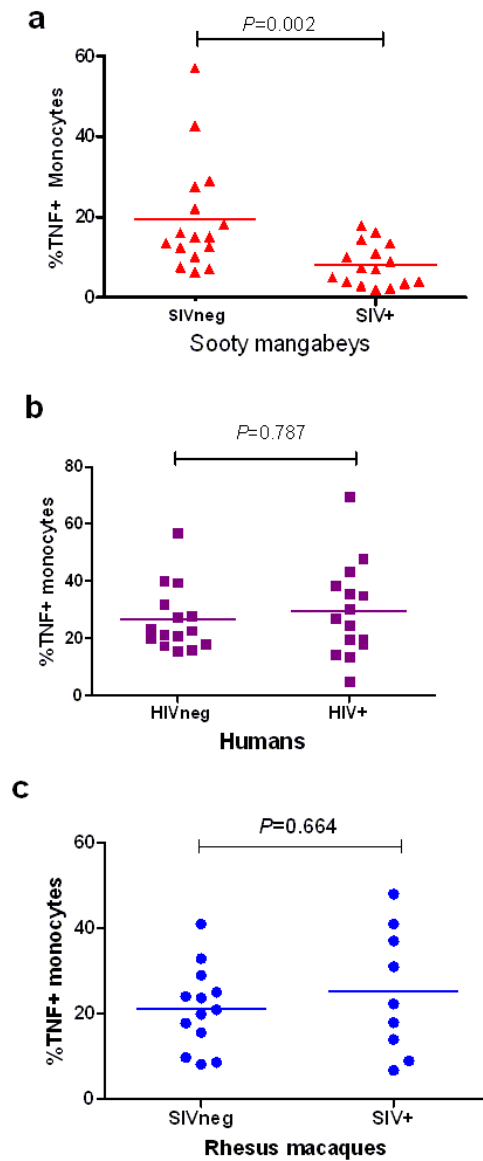 a
P=0.002
60
40
20
0
%TNF+ Monocytes
SIVneg SIV+
Sooty mangabeys
b
P=0.787
80
60
40
20
0
%TNF+ monocytes
HIVneg HIV+
Humans
c
P=0.664
60
40
20
0
%TNF+ monocytes
SIVneg SIV+
Rhesus macaques